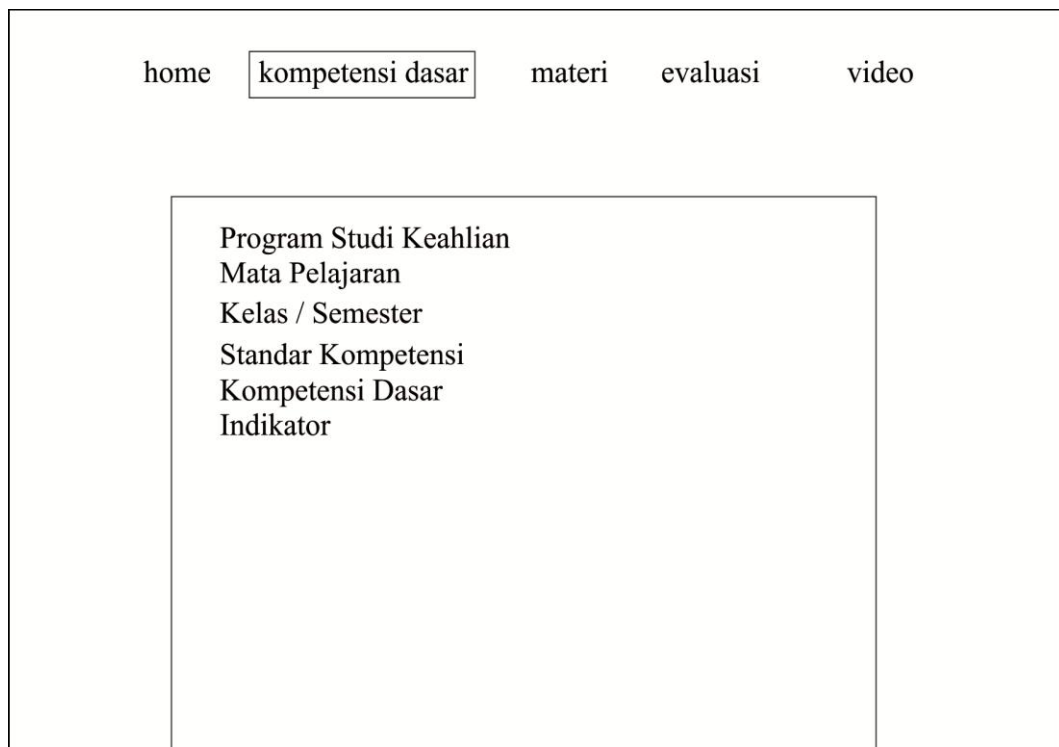 home kompetensi dasar materi evaluasi video
Program Studi Keahlian
Mata Pelajaran
Kelas / Semester
Standar Kompetensi
Kompetensi Dasar
Indikator